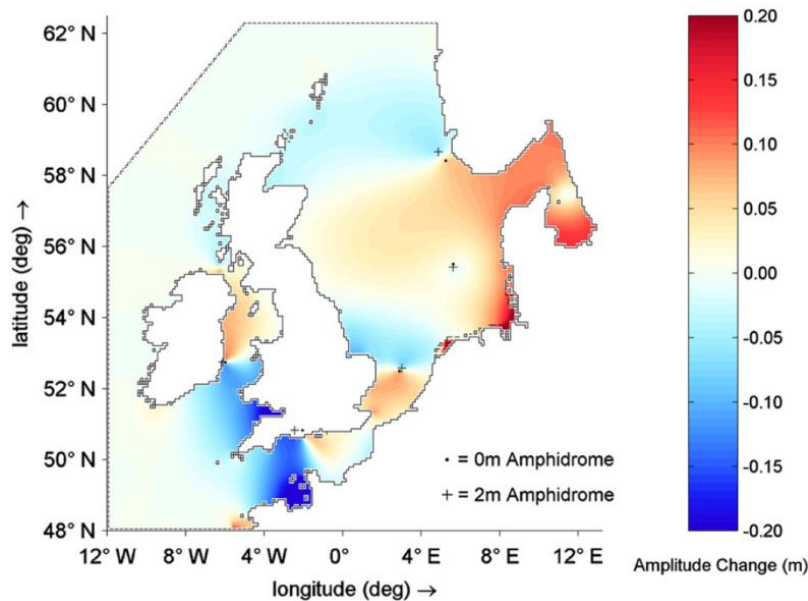 62° N
60° N
58° N
56° N
54° N
52° N
50° N
48° N
latitude (deg) →
12° W
8° W
4° W
0°
4° E
8° E
12° E
longitude (deg) →
· = 0m Amphidrome
+ = 2m Amphidrome
0.20
0.15
0.10
0.05
0.00
-0.05
-0.10
-0.15
-0.20
Amplitude Change (m)